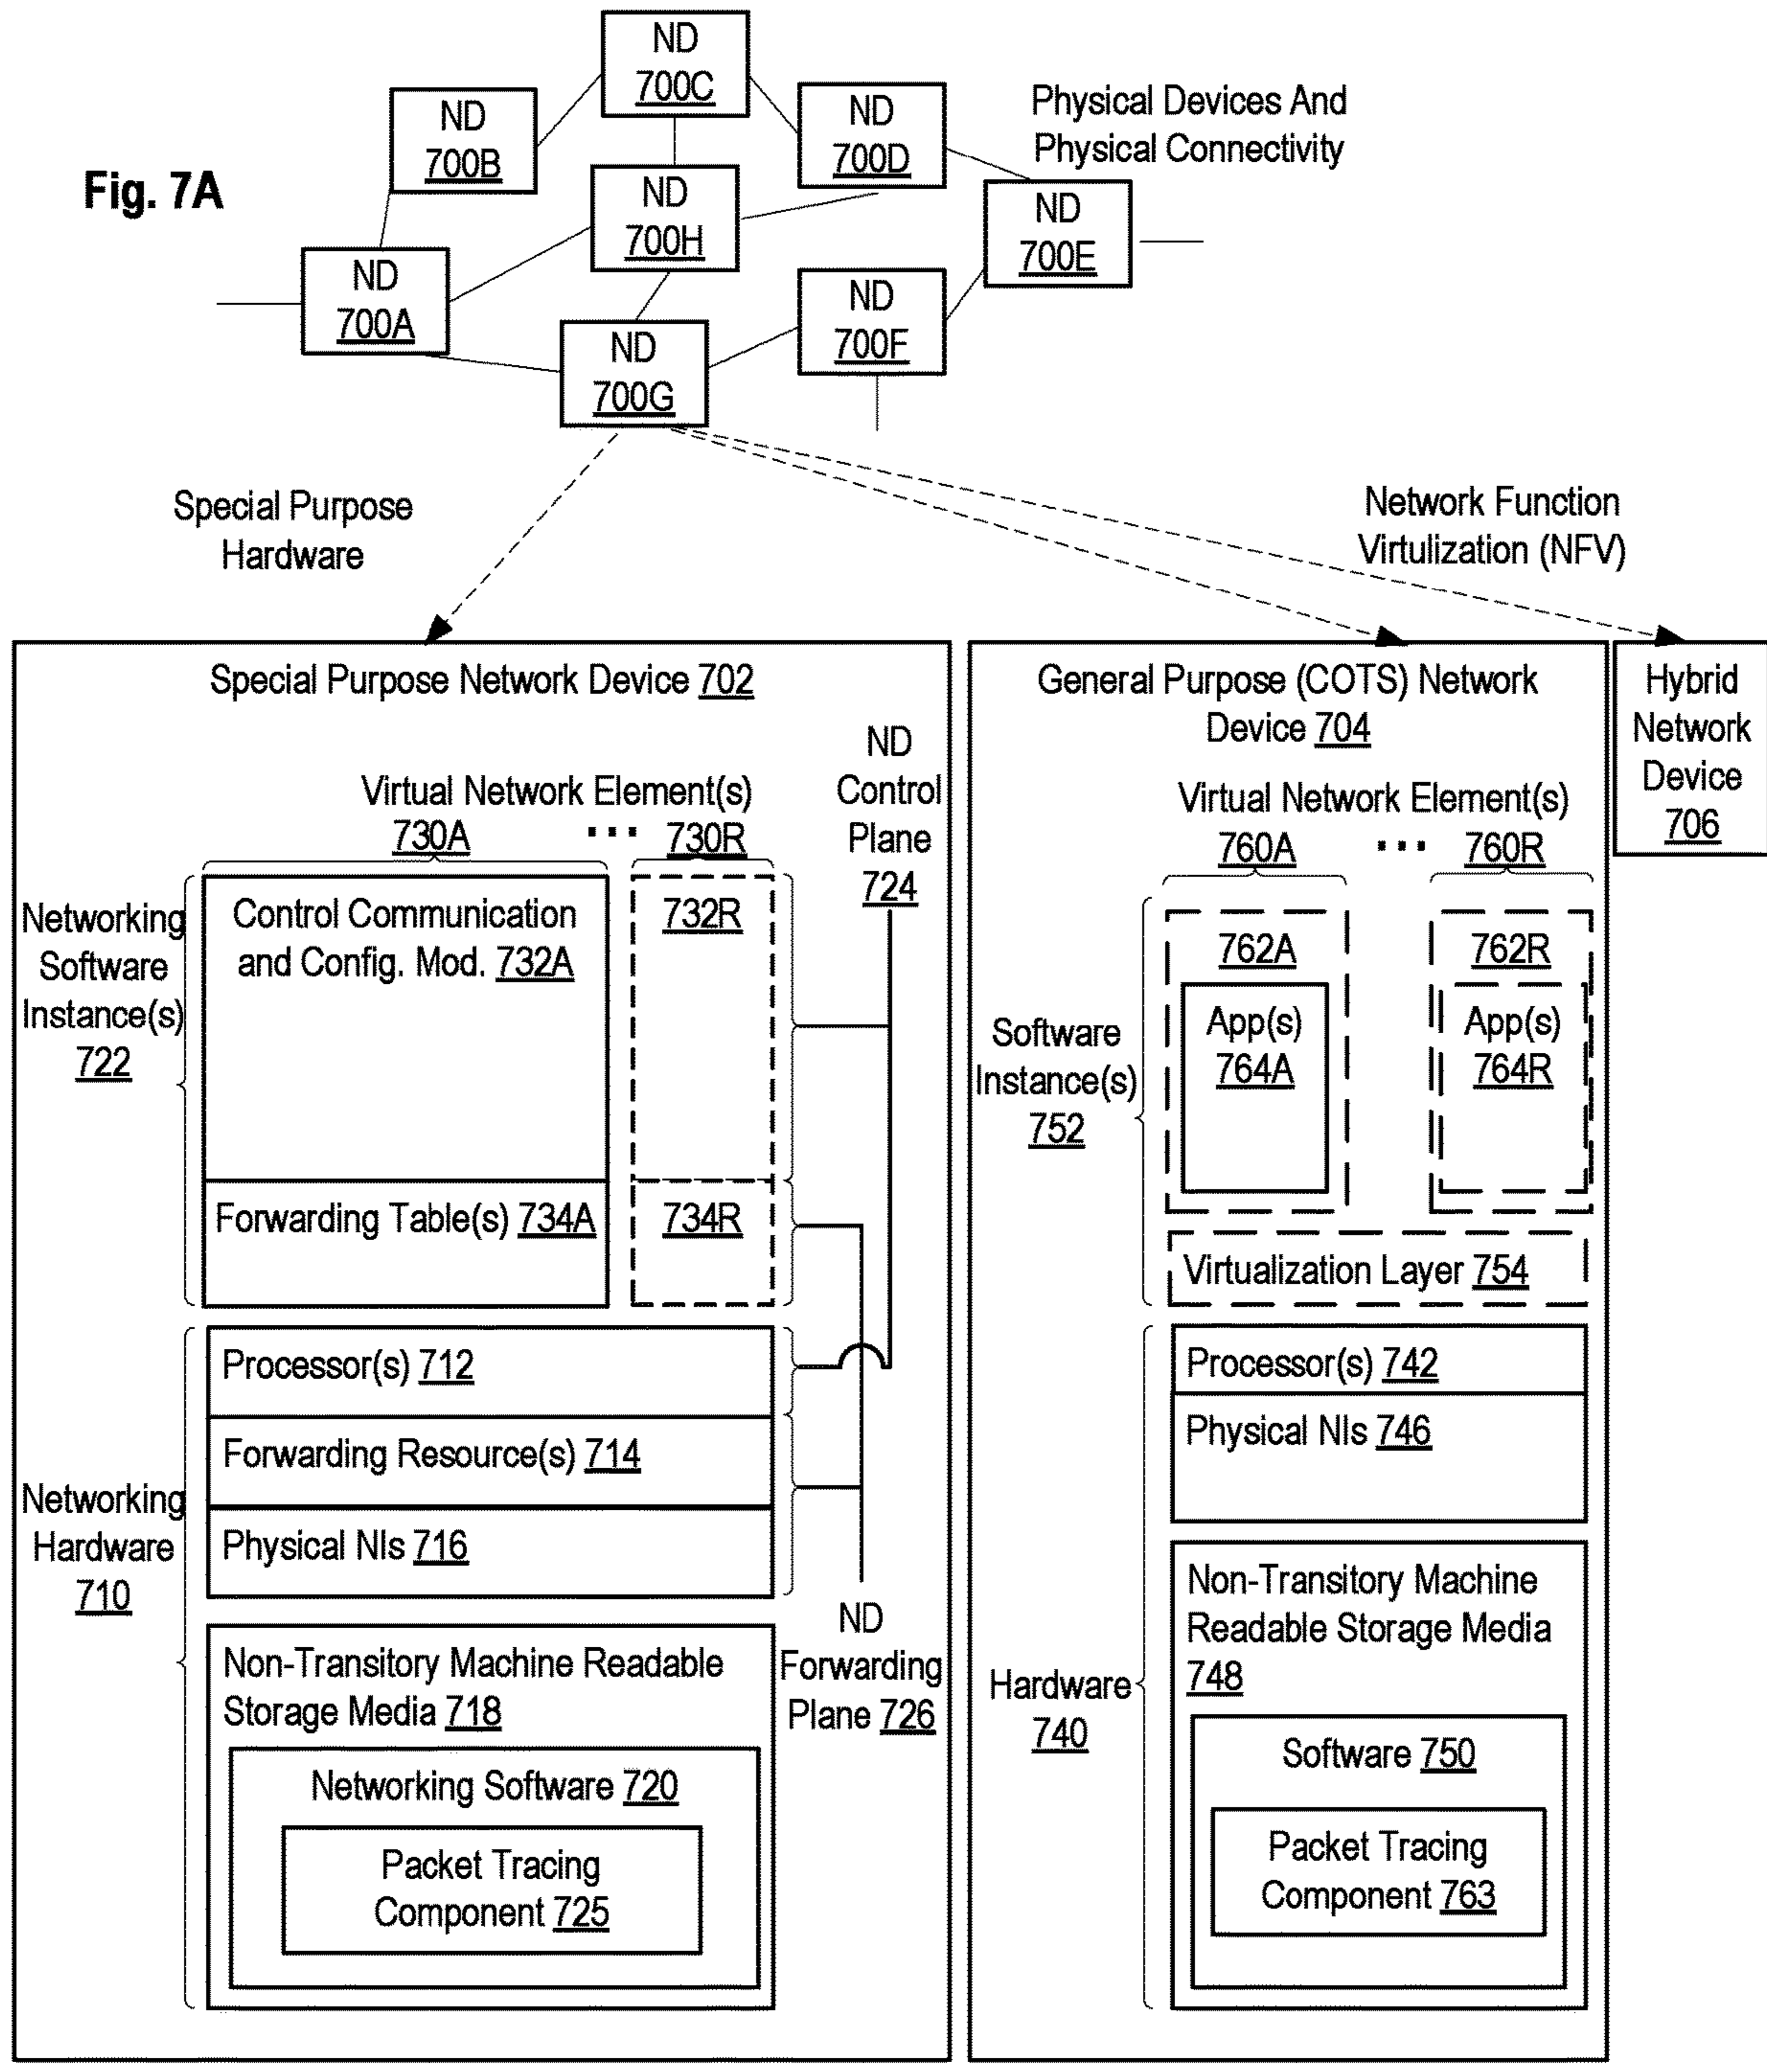 Fig. 7A
ND
700C
ND
700B
ND
700D
Physical Devices And
Physical Connectivity
ND
700H
ND
700E
ND
700A
ND
700F
ND
700G
Special Purpose
Hardware
Network Function
Virtulization (NFV)
Special Purpose Network Device 702
ND
Control
Plane
724
Virtual Network Element(s)
730A ... 730R
Networking
Software
Instance(s)
722
Control Communication
and Config. Mod. 732A
732R
Forwarding Table(s) 734A
734R
Networking
Hardware
710
Processor(s) 712
Forwarding Resource(s) 714
Physical NIs 716
ND
Forwarding
Plane 726
Non-Transitory Machine Readable
Storage Media 718
Networking Software 720
Packet Tracing
Component 725
General Purpose (COTS) Network
Device 704
Virtual Network Element(s)
760A ... 760R
Software
Instance(s)
752
762A
App(s)
764A
762R
App(s)
764R
Virtualization Layer 754
Hardware
740
Processor(s) 742
Physical NIs 746
Non-Transitory Machine
Readable Storage Media
748
Software 750
Packet Tracing
Component 763
Hybrid
Network
Device
706